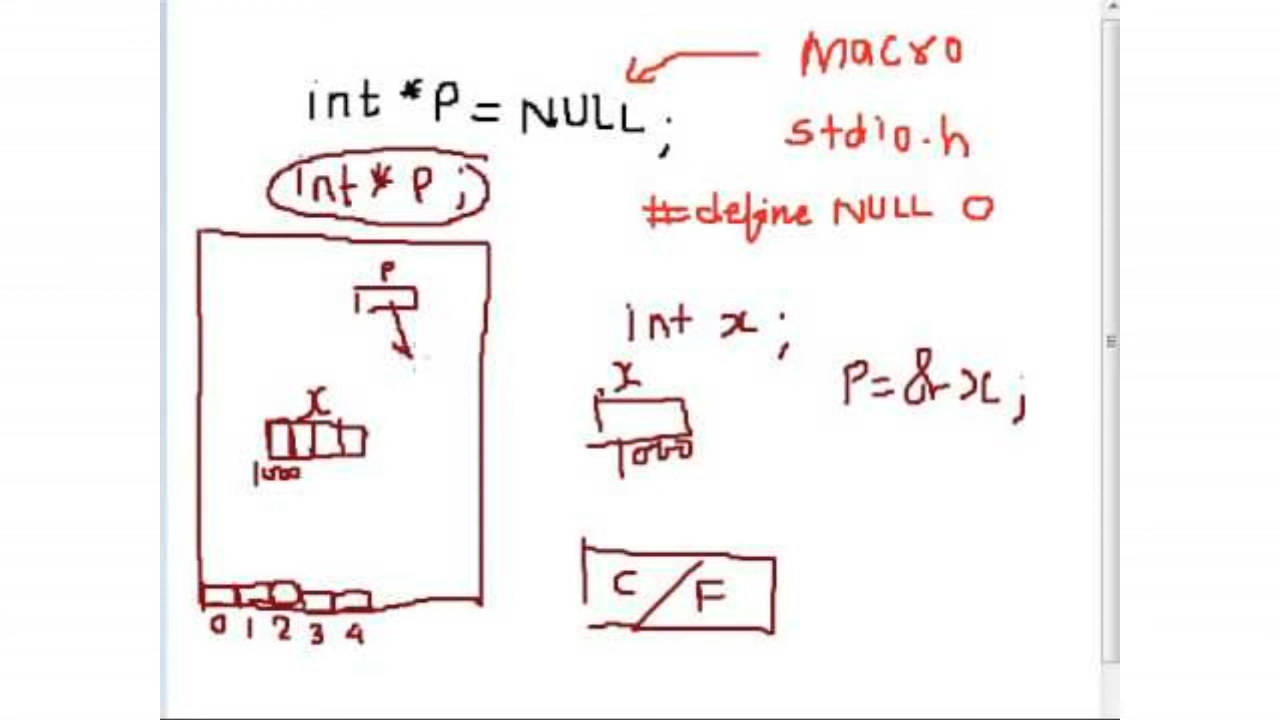 Macro
int *P = NULL;
stdio.h
int * P ;
#define NULL 0
P
int x ;
x
P = &x ;
x
1000
1000
C / F
0 1 2 3 4